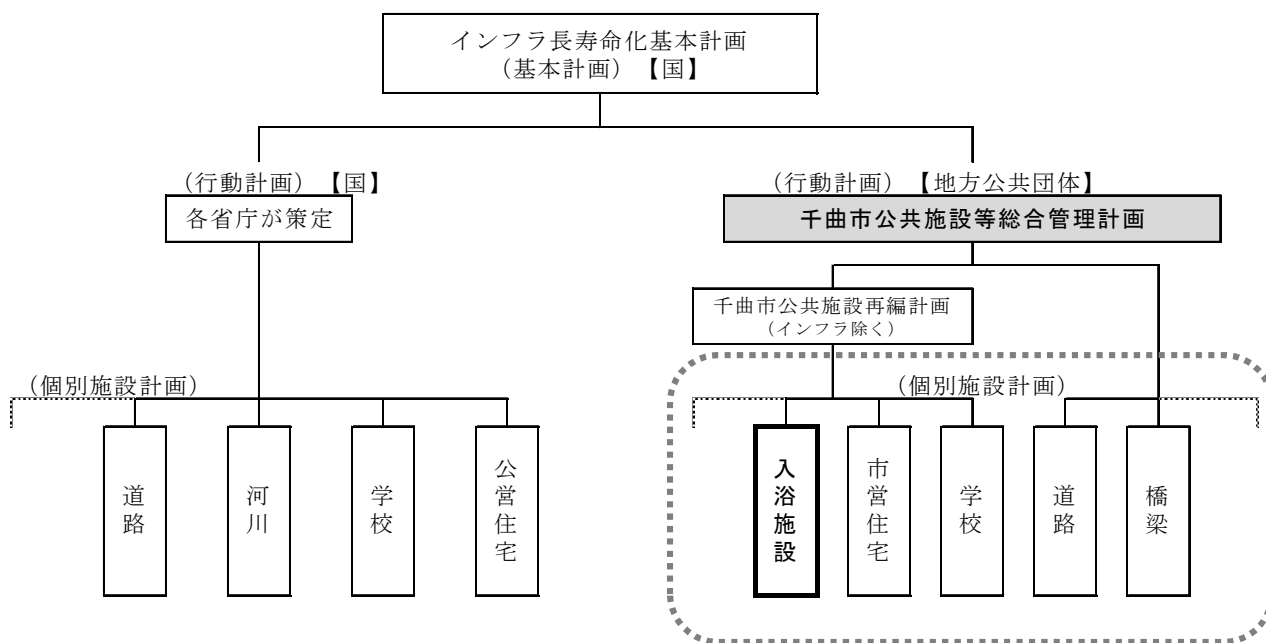 インフラ長寿命化基本計画
(基本計画)【国】
(行動計画)【国】
各省庁が策定
(行動計画)【地方公共団体】
千曲市公共施設等総合管理計画
千曲市公共施設再編計画
(インフラ除く)
(個別施設計画)
道路
河川
学校
公営住宅
(個別施設計画)
入浴施設
市営住宅
学校
道路
橋梁